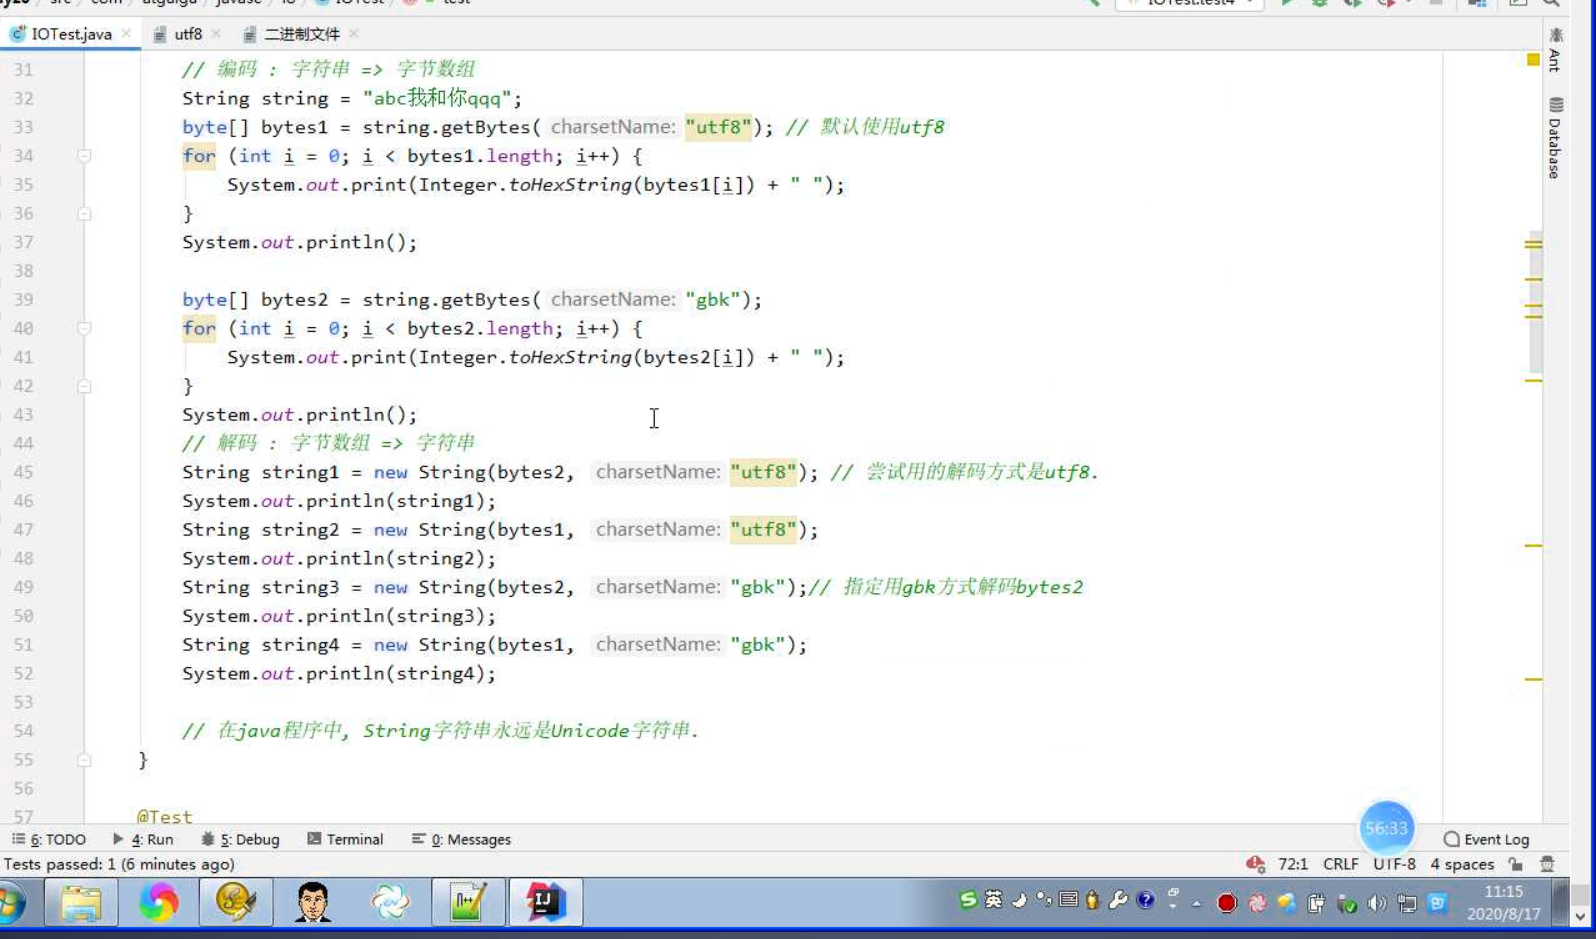 src com atguigu javase io IOTest test IOTest.test4
IOTest.java × utf8 × 二进制文件 ×
31 // 编码 : 字符串 => 字节数组
32 String string = "abc我和你qqq";
33 byte[] bytes1 = string.getBytes( charsetName: "utf8"); // 默认使用utf8
34 for (int i = 0; i < bytes1.length; i++) {
35 System.out.print(Integer.toHexString(bytes1[i]) + " ");
36 }
37 System.out.println();
38
39 byte[] bytes2 = string.getBytes( charsetName: "gbk");
40 for (int i = 0; i < bytes2.length; i++) {
41 System.out.print(Integer.toHexString(bytes2[i]) + " ");
42 }
43 System.out.println();
44 // 解码 : 字节数组 => 字符串
45 String string1 = new String(bytes2, charsetName: "utf8"); // 尝试用的解码方式是utf8.
46 System.out.println(string1);
47 String string2 = new String(bytes1, charsetName: "utf8");
48 System.out.println(string2);
49 String string3 = new String(bytes2, charsetName: "gbk");// 指定用gbk方式解码bytes2
50 System.out.println(string3);
51 String string4 = new String(bytes1, charsetName: "gbk");
52 System.out.println(string4);
53
54 // 在java程序中, String字符串永远是Unicode字符串.
55 }
56
57 @Test
Ant
Database
56:33
6: TODO 4: Run 5: Debug Terminal 0: Messages Event Log
Tests passed: 1 (6 minutes ago) 72:1 CRLF UTF-8 4 spaces
英 11:15
2020/8/17